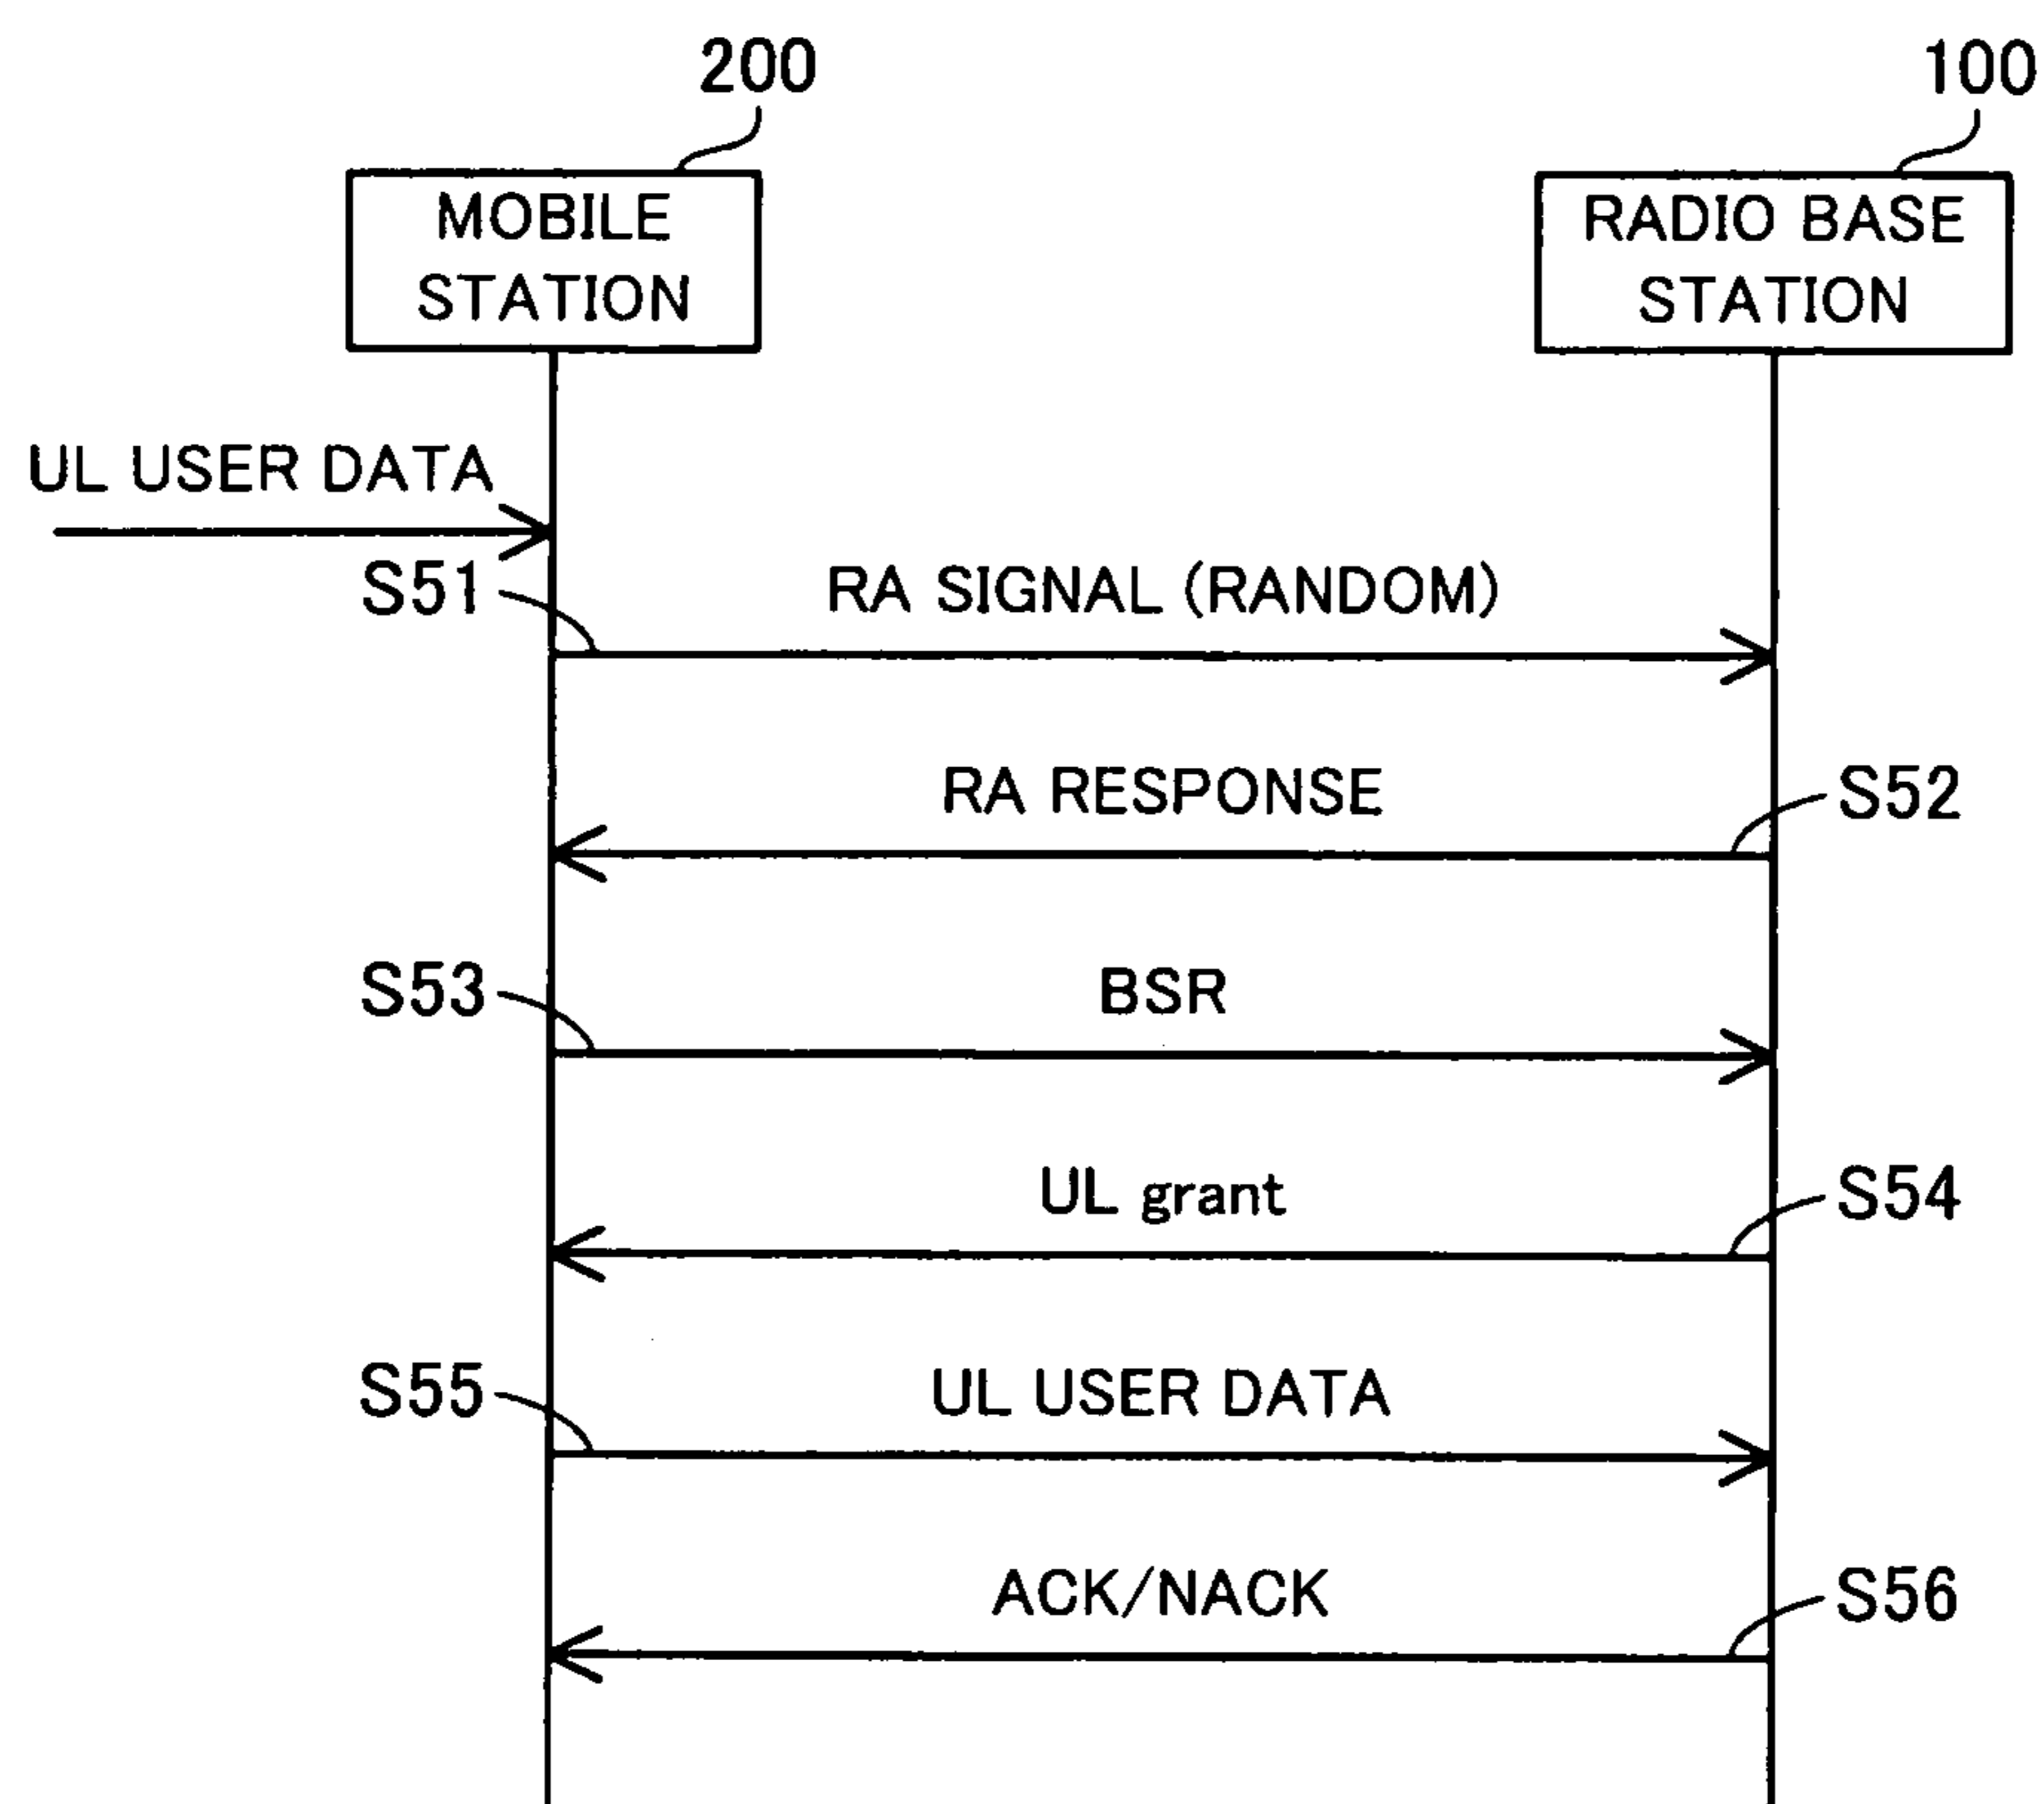 200
100
MOBILE
STATION
RADIO BASE
STATION
UL USER DATA
S51
RA SIGNAL (RANDOM)
RA RESPONSE
S52
S53
BSR
UL grant
S54
S55
UL USER DATA
ACK/NACK
S56